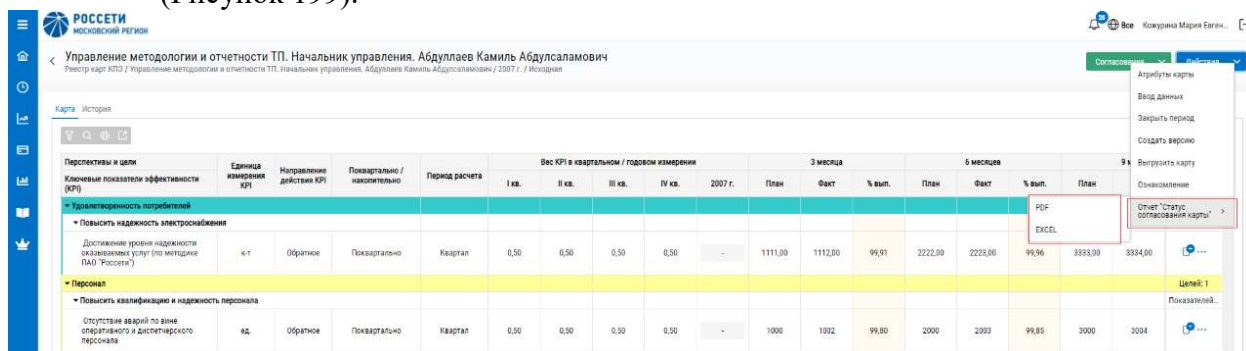 (Рисунок 199).
РОССЕТИ
МОСКОВСКИЙ РЕГИОН
Все Кожурина Мария Евген...
Управление методологии и отчетности ТП. Начальник управления. Абдуллаев Камиль Абдулсаламович
Реестр карт КПЭ / Управление методологии и отчетности ТП. Начальник управления. Абдуллаев Камиль Абдулсаламович / 2007 г. / Исходная
Согласование
Действия
Атрибуты карты
Ввод данных
Закрыть период
Создать версию
Выгрузить карту
Ознакомление
Отчет "Статус
согласования карты"
PDF
EXCEL
Карта История
Перспективы и цели
Ключевые показатели эффективности
(KPI)
Единица
измерения
KPI
Направление
действия KPI
Поквартально /
накопительно
Период расчета
Вес KPI в квартальном / годовом измерении
I кв. II кв. III кв. IV кв. 2007 г.
3 месяца
План Факт % вып.
6 месяцев
План Факт % вып.
План
Удовлетворенность потребителей
Повысить надежность электроснабжения
Достижение уровня надежности
оказываемых услуг (по методике
ПАО "Россети")
к-т Обратное Поквартально Квартал 0,50 0,50 0,50 0,50 - 1111,00 1112,00 99,91 2222,00 2223,00 99,96 3333,00 3334,00 ...
Персонал Целей: 1
Повысить квалификацию и надежность персонала Показателей...
Отсутствие аварий по вине
оперативного и диспетчерского
персонала
ед. Обратное Поквартально Квартал 0,50 0,50 0,50 0,50 - 1000 1002 99,80 2000 2003 99,85 3000 3004 ...